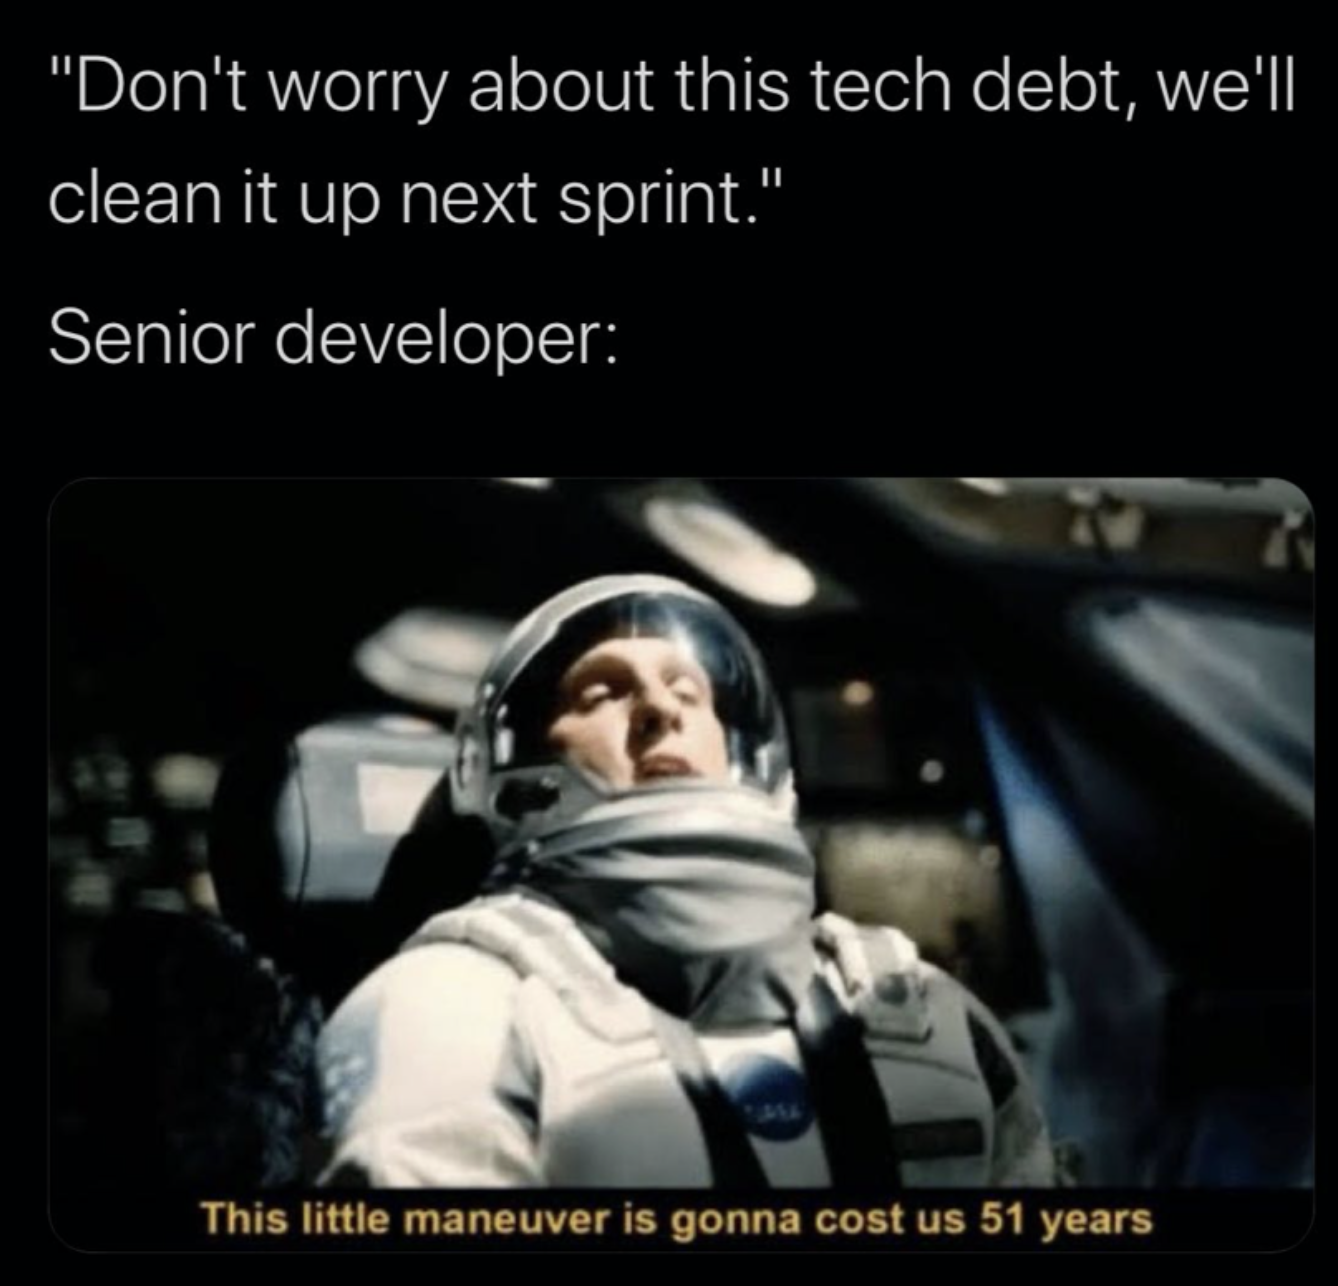 "Don't worry about this tech debt, we'll
clean it up next sprint."
Senior developer:
NASA
This little maneuver is gonna cost us 51 years